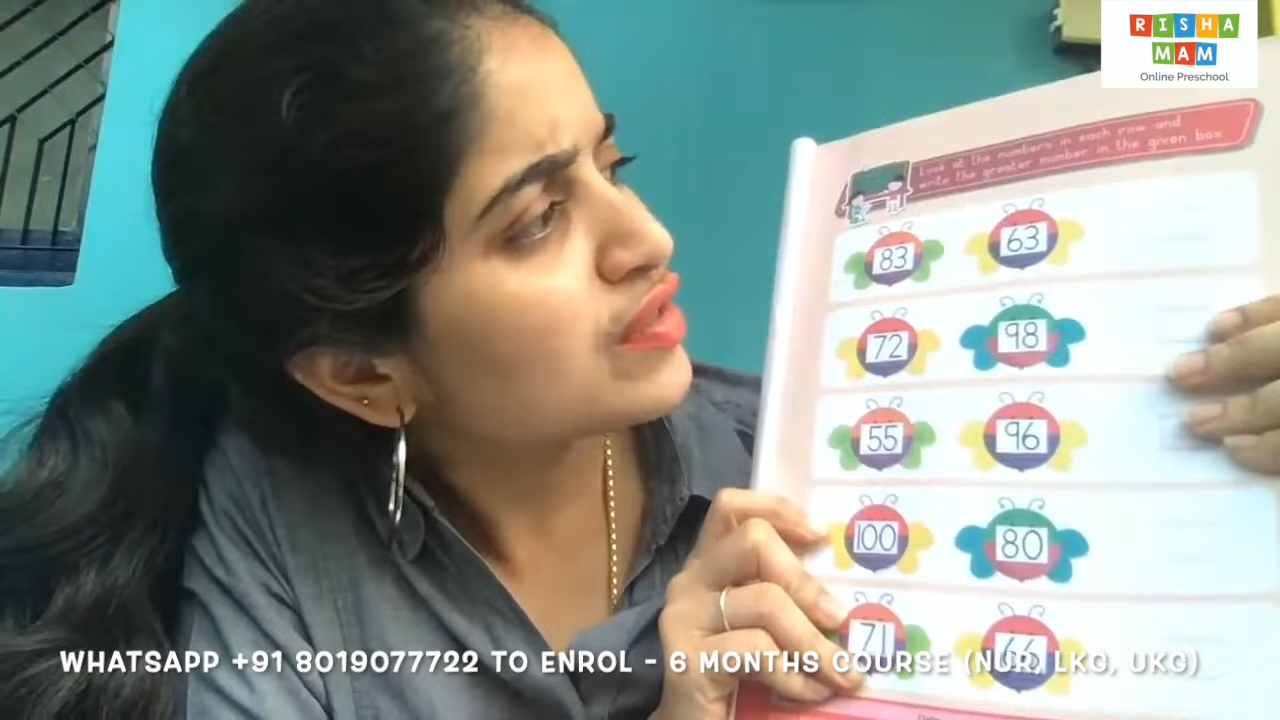 RISHA
MAM
Online Preschool
Look at the numbers in each row and
write the greater number in the given box
83 63
72 98
55 96
100 80
71 66
WHATSAPP +91 8019077722 TO ENROL - 6 MONTHS COURSE (NUR, LKG, UKG)